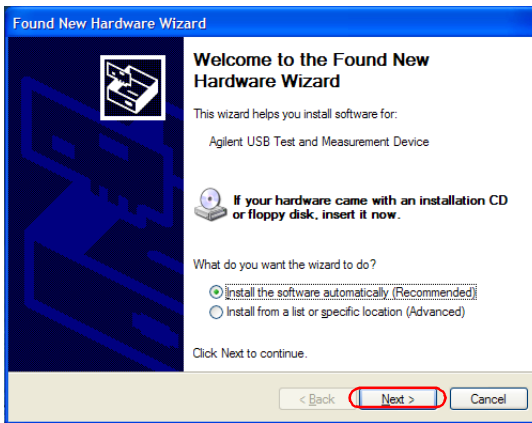 Found New Hardware Wizard
Welcome to the Found New
Hardware Wizard
This wizard helps you install software for:
Agilent USB Test and Measurement Device
If your hardware came with an installation CD
or floppy disk, insert it now.
What do you want the wizard to do?
Install the software automatically (Recommended)
Install from a list or specific location (Advanced)
Click Next to continue.
< Back Next > Cancel